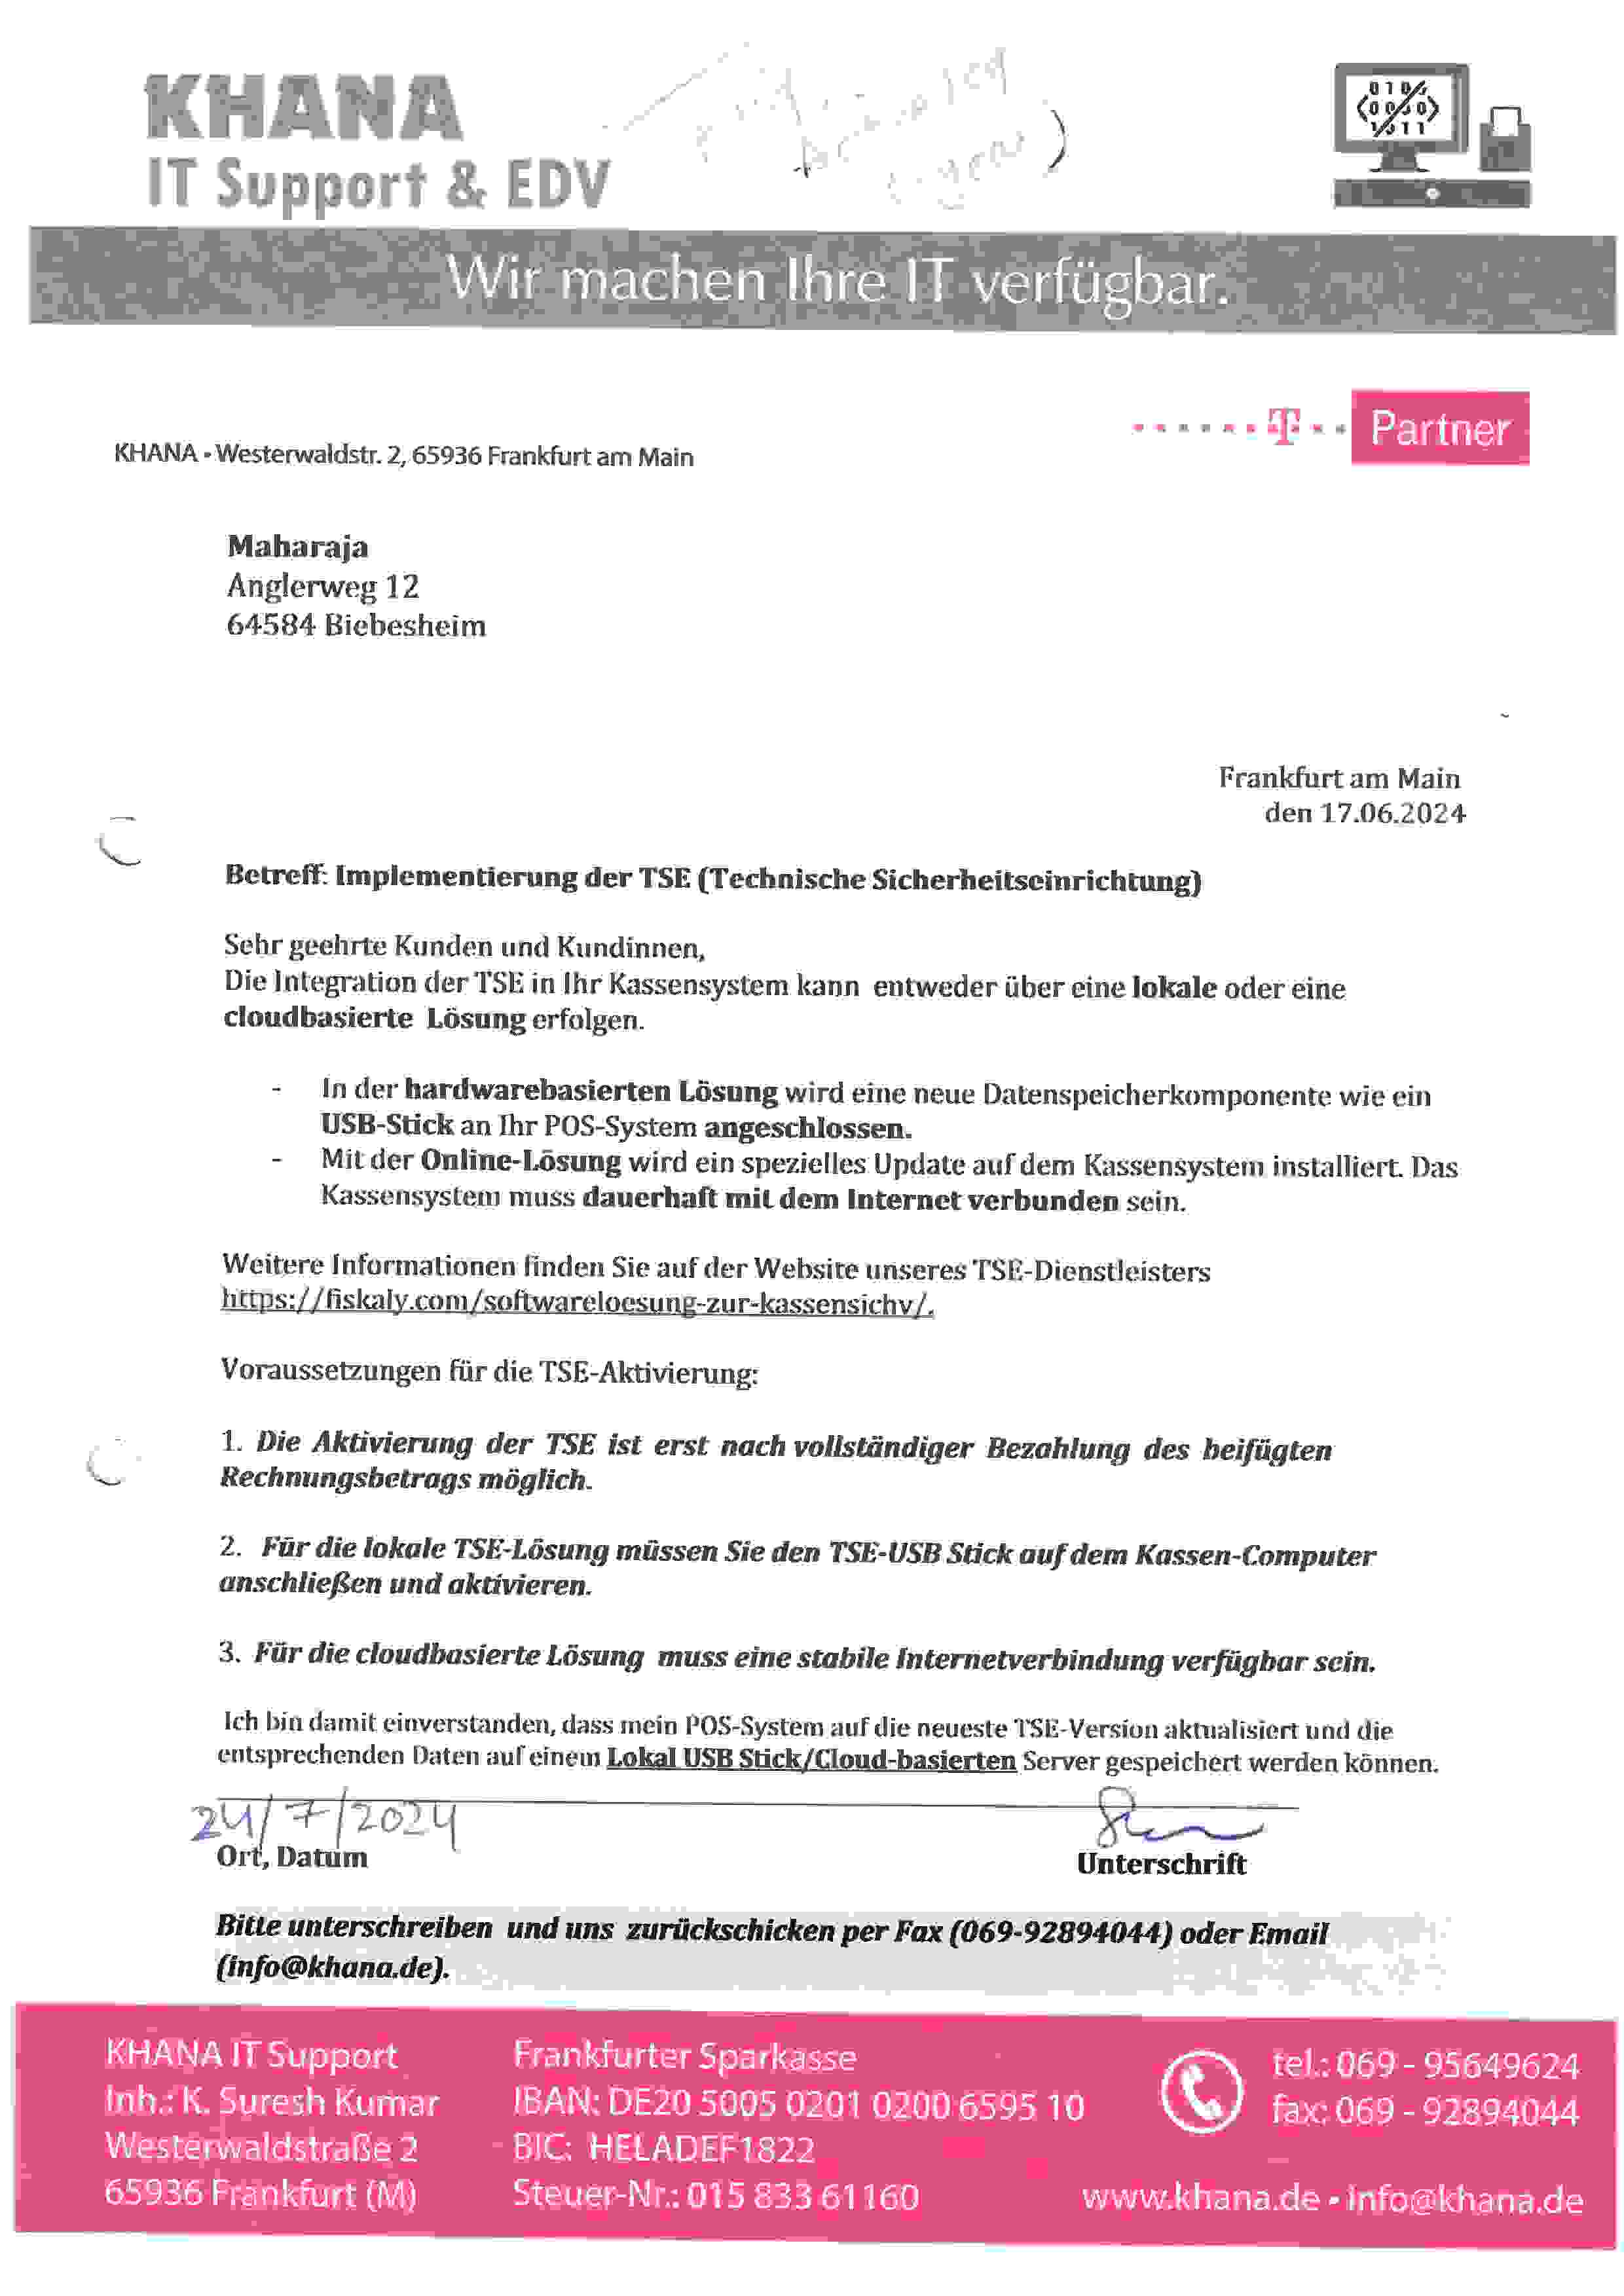 KHANA
IT Support & EDV
Wir machen Ihre IT verfügbar.
T Partner
KHANA • Westerwaldstr. 2, 65936 Frankfurt am Main
Maharaja
Anglerweg 12
64584 Biebesheim
Frankfurt am Main
den 17.06.2024
Betreff: Implementierung der TSE (Technische Sicherheitseinrichtung)
Sehr geehrte Kunden und Kundinnen,
Die Integration der TSE in Ihr Kassensystem kann entweder über eine lokale oder eine
cloudbasierte Lösung erfolgen.
- In der hardwarebasierten Lösung wird eine neue Datenspeicherkomponente wie ein
USB-Stick an Ihr POS-System angeschlossen.
- Mit der Online-Lösung wird ein spezielles Update auf dem Kassensystem installiert. Das
Kassensystem muss dauerhaft mit dem Internet verbunden sein.
Weitere Informationen finden Sie auf der Website unseres TSE-Dienstleisters
https://fiskaly.com/softwareloesung-zur-kassensichv/.
Voraussetzungen für die TSE-Aktivierung:
1. Die Aktivierung der TSE ist erst nach vollständiger Bezahlung des beifügten
Rechnungsbetrags möglich.
2. Für die lokale TSE-Lösung müssen Sie den TSE-USB Stick auf dem Kassen-Computer
anschließen und aktivieren.
3. Für die cloudbasierte Lösung muss eine stabile Internetverbindung verfügbar sein.
Ich bin damit einverstanden, dass mein POS-System auf die neueste TSE-Version aktualisiert und die
entsprechenden Daten auf einem Lokal USB Stick/Cloud-basierten Server gespeichert werden können.
24/7/2024
Ort, Datum
Unterschrift
Bitte unterschreiben und uns zurückschicken per Fax (069-92894044) oder Email
(info@khana.de).
KHANA IT Support
Inh.: K. Suresh Kumar
Westerwaldstraße 2
65936 Frankfurt (M)
Frankfurter Sparkasse
IBAN: DE20 5005 0201 0200 6595 10
BIC: HELADEF1822
Steuer-Nr.: 015 833 61160
tel.: 069 - 95649624
fax: 069 - 92894044
www.khana.de • info@khana.de